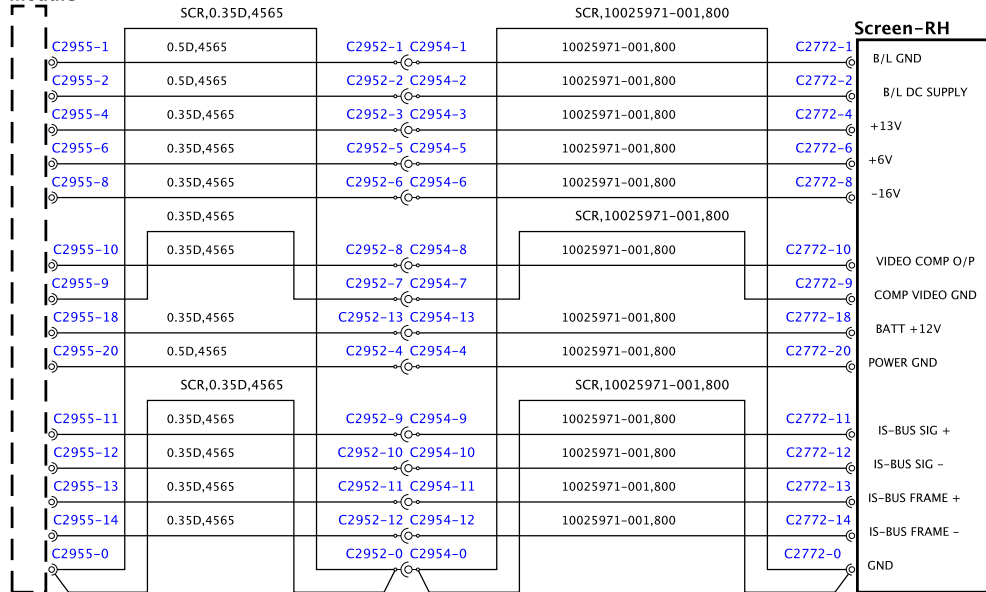 Module
SCR,0.35D,4565 SCR,10025971-001,800
Screen-RH
C2955-1 0.5D,4565 C2952-1 C2954-1 10025971-001,800 C2772-1 B/L GND
C2955-2 0.5D,4565 C2952-2 C2954-2 10025971-001,800 C2772-2 B/L DC SUPPLY
C2955-4 0.35D,4565 C2952-3 C2954-3 10025971-001,800 C2772-4 +13V
C2955-6 0.35D,4565 C2952-5 C2954-5 10025971-001,800 C2772-6 +6V
C2955-8 0.35D,4565 C2952-6 C2954-6 10025971-001,800 C2772-8 -16V
0.35D,4565 SCR,10025971-001,800
C2955-10 0.35D,4565 C2952-8 C2954-8 10025971-001,800 C2772-10 VIDEO COMP O/P
C2955-9 C2952-7 C2954-7 C2772-9 COMP VIDEO GND
C2955-18 0.35D,4565 C2952-13 C2954-13 10025971-001,800 C2772-18 BATT +12V
C2955-20 0.5D,4565 C2952-4 C2954-4 10025971-001,800 C2772-20 POWER GND
SCR,0.35D,4565 SCR,10025971-001,800
C2955-11 0.35D,4565 C2952-9 C2954-9 10025971-001,800 C2772-11 IS-BUS SIG +
C2955-12 0.35D,4565 C2952-10 C2954-10 10025971-001,800 C2772-12 IS-BUS SIG -
C2955-13 0.35D,4565 C2952-11 C2954-11 10025971-001,800 C2772-13 IS-BUS FRAME +
C2955-14 0.35D,4565 C2952-12 C2954-12 10025971-001,800 C2772-14 IS-BUS FRAME -
C2955-0 C2952-0 C2954-0 C2772-0 GND